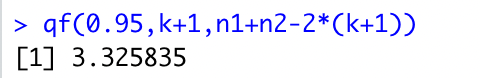 > qf(0.95,k+1,n1+n2-2*(k+1))
[1] 3.325835